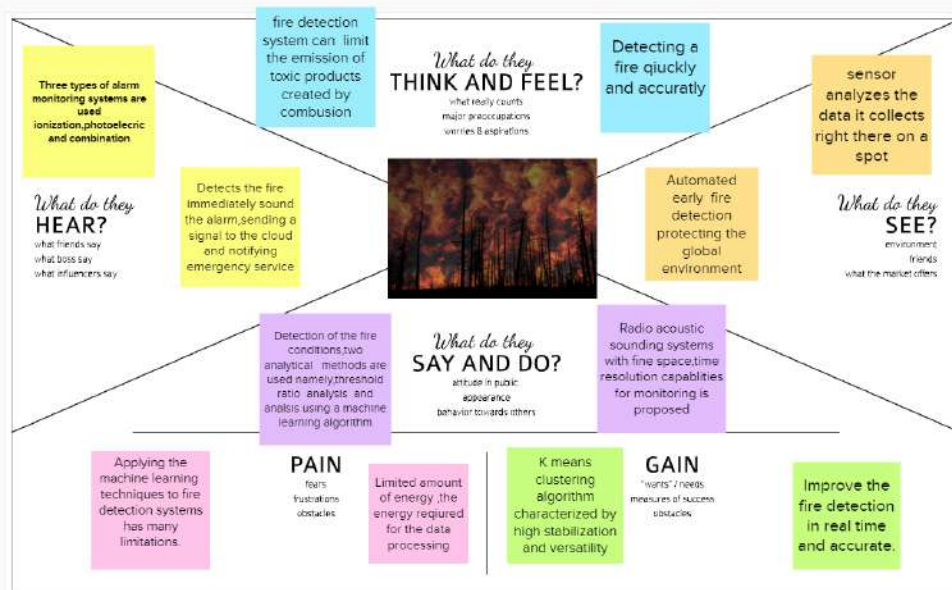 fire detection
system can limit
the emission of
toxic products
created by
combusion
What do they
THINK AND FEEL?
what really counts
major preoccupations
worries & aspirations
Detecting a
fire qiuckly
and accuratly
Three types of alarm
monitoring systems are
used
ionization,photoelecric
and combination
sensor
analyzes the
data it collects
right there on a
spot
What do they
HEAR?
what friends say
what boss say
what influencers say
Detects the fire
immediately sound
the alarm,sending a
signal to the cloud
and notifying
emergency service
Automated
early fire
detection
protecting the
global
environment
What do they
SEE?
environment
friends
what the market offers
Detection of the fire
conditions,two
analytical methods are
used namely,threshold
ratio analysis and
analsis using a machine
learning algorithm
What do they
SAY AND DO?
attitude in public
appearance
behavior towards others
Radio acoustic
sounding systems
with fine space,time
resolution capablities
for monitoring is
proposed
Applying the
machine learning
techniques to fire
detection systems
has many
limitations.
PAIN
fears
frustrations
obstacles
Limited amount
of energy ,the
energy reqiured
for the data
processing
K means
clustering
algorithm
characterized by
high stabilization
and versatility
GAIN
"wants" / needs
measures of success
obstacles
Improve the
fire detection
in real time
and accurate.